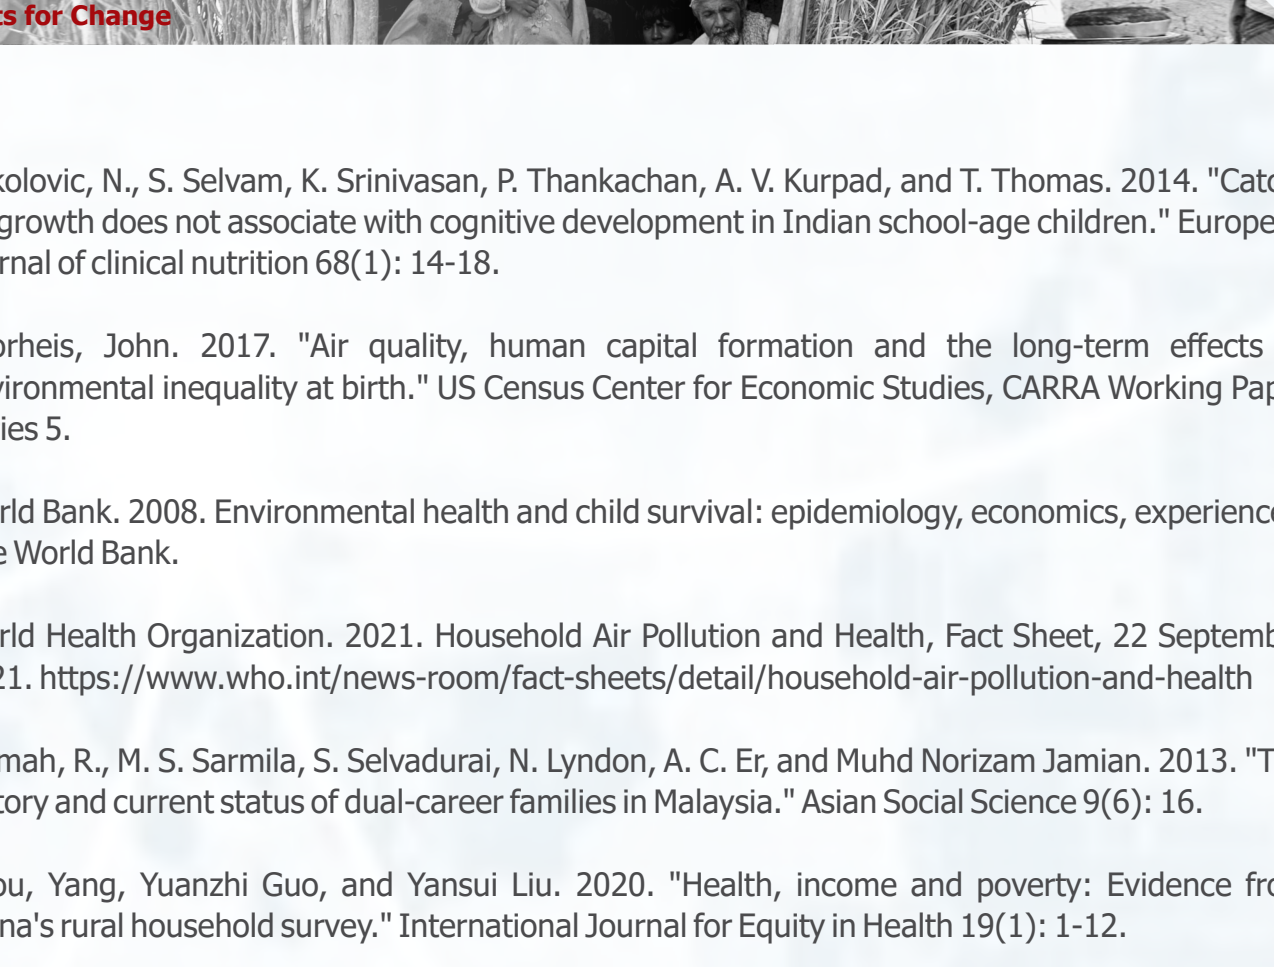 ts for Change
kolovic, N., S. Selvam, K. Srinivasan, P. Thankachan, A. V. Kurpad, and T. Thomas. 2014. "Catc
growth does not associate with cognitive development in Indian school-age children." Europe
rnal of clinical nutrition 68(1): 14-18.
orheis, John. 2017. "Air quality, human capital formation and the long-term effects
vironmental inequality at birth." US Census Center for Economic Studies, CARRA Working Pap
ies 5.
rld Bank. 2008. Environmental health and child survival: epidemiology, economics, experience
e World Bank.
rld Health Organization. 2021. Household Air Pollution and Health, Fact Sheet, 22 Septemb
21. https://www.who.int/news-room/fact-sheets/detail/household-air-pollution-and-health
mah, R., M. S. Sarmila, S. Selvadurai, N. Lyndon, A. C. Er, and Muhd Norizam Jamian. 2013. "T
tory and current status of dual-career families in Malaysia." Asian Social Science 9(6): 16.
ou, Yang, Yuanzhi Guo, and Yansui Liu. 2020. "Health, income and poverty: Evidence fro
na's rural household survey." International Journal for Equity in Health 19(1): 1-12.